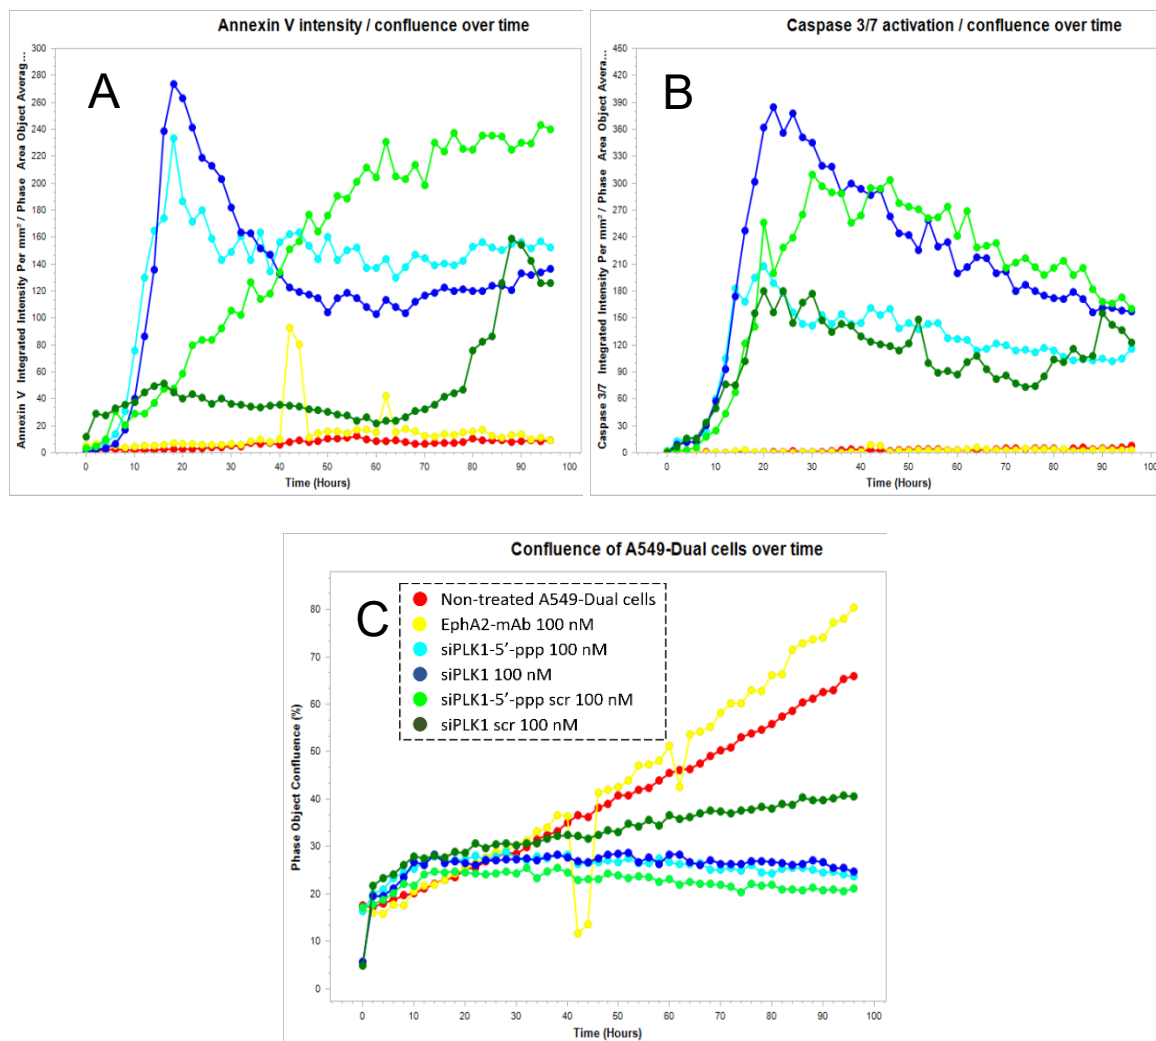 Annexin V intensity / confluence over time
A
Annexin V Integrated Intensity Per mm² / Phase Area Object Averag...
300
280
260
240
220
200
180
160
140
120
100
80
60
40
20
0
0 10 20 30 40 50 60 70 80 90 100
Time (Hours)
Caspase 3/7 activation / confluence over time
B
Caspase 3/7 Integrated Intensity Per mm² / Phase Area Object Avera...
450
420
390
360
330
300
270
240
210
180
150
120
90
60
30
0
0 10 20 30 40 50 60 70 80 90 100
Time (Hours)
Confluence of A549-Dual cells over time
C
Non-treated A549-Dual cells
EphA2-mAb 100 nM
siPLK1-5’-ppp 100 nM
siPLK1 100 nM
siPLK1-5’-ppp scr 100 nM
siPLK1 scr 100 nM
Phase Object Confluence (%)
80
70
60
50
40
30
20
10
0
0 10 20 30 40 50 60 70 80 90 100
Time (Hours)